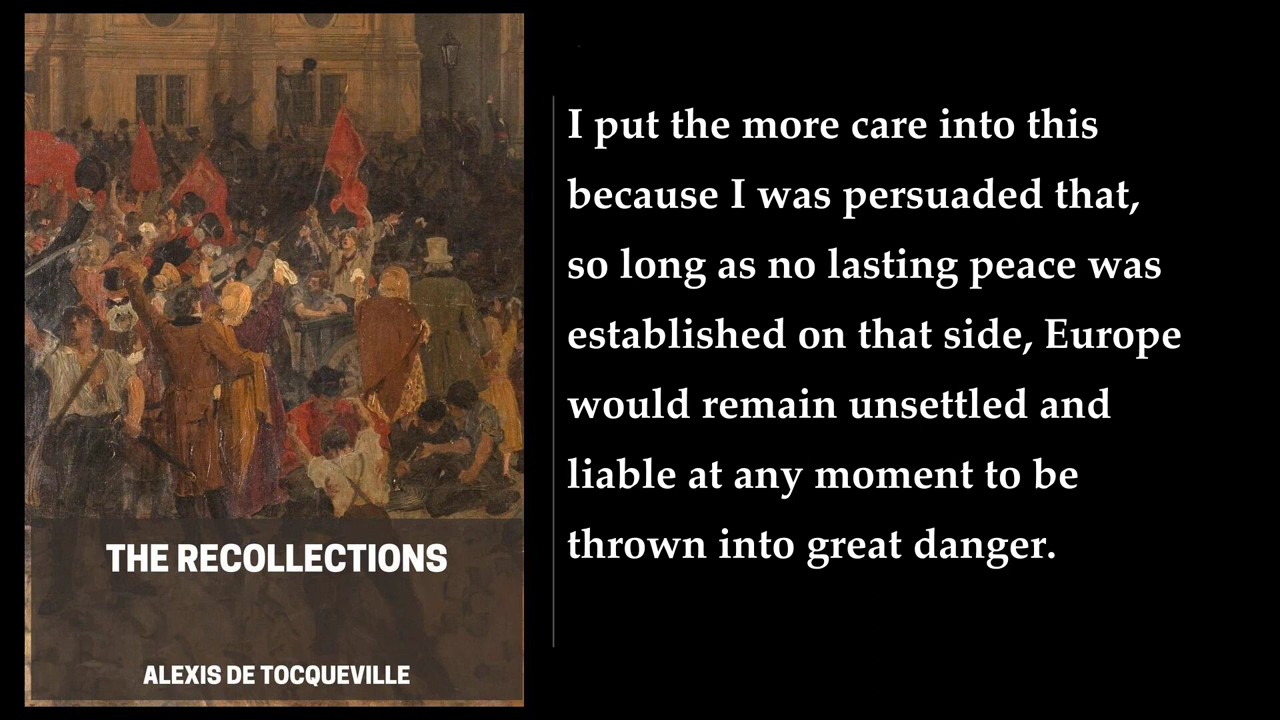 THE RECOLLECTIONS
ALEXIS DE TOCQUEVILLE
I put the more care into this
because I was persuaded that,
so long as no lasting peace was
established on that side, Europe
would remain unsettled and
liable at any moment to be
thrown into great danger.